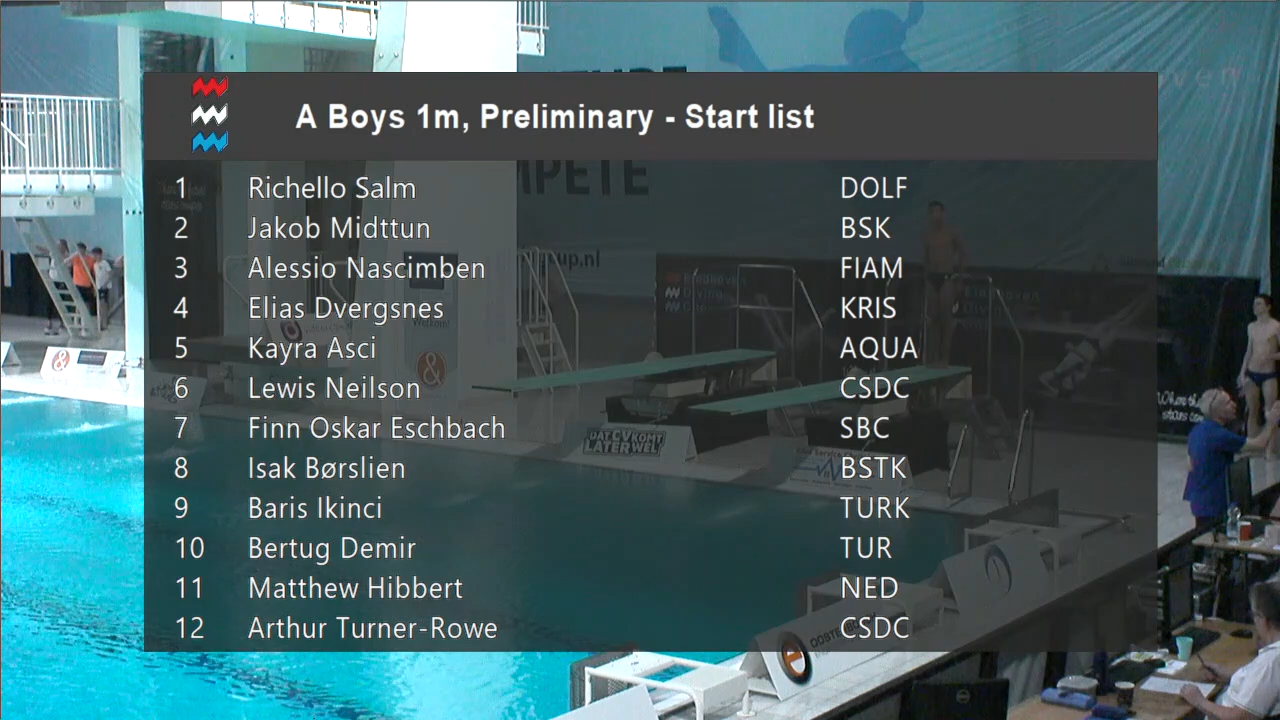 A Boys 1m, Preliminary - Start list
1 Richello Salm DOLF
2 Jakob Midttun BSK
3 Alessio Nascimben FIAM
4 Elias Dvergsnes KRIS
5 Kayra Asci AQUA
6 Lewis Neilson CSDC
7 Finn Oskar Eschbach SBC
8 Isak Børslien BSTK
9 Baris Ikinci TURK
10 Bertug Demir TUR
11 Matthew Hibbert NED
12 Arthur Turner-Rowe CSDC
DAT CV KOMT
LATER WEL